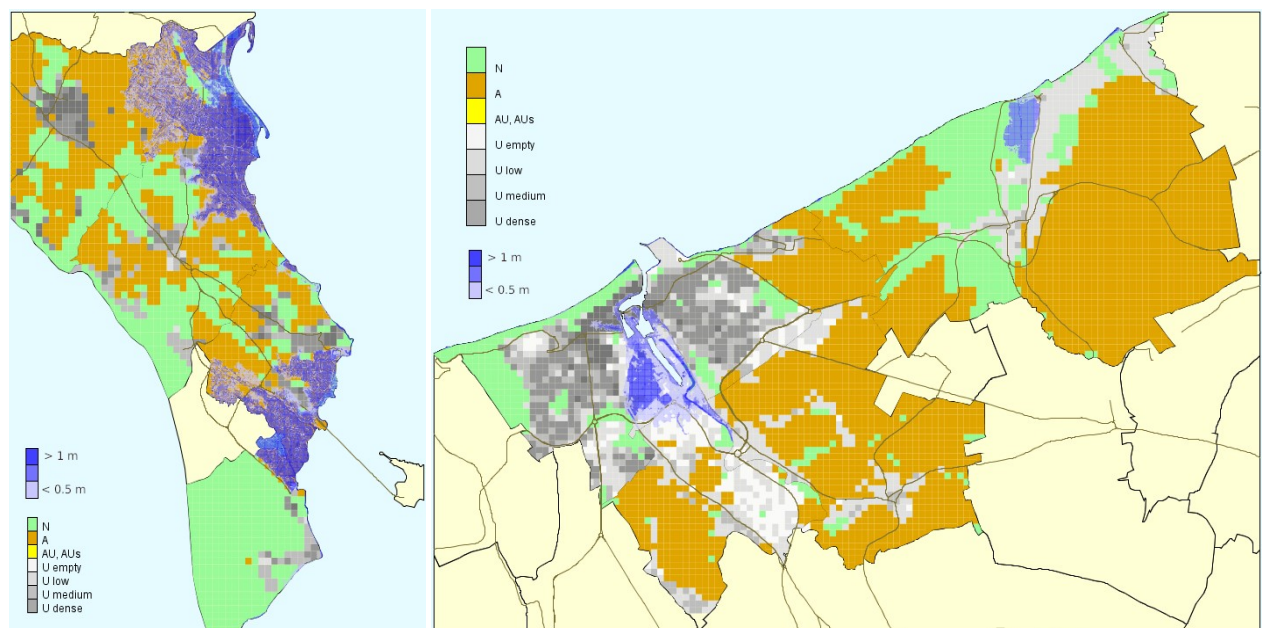 > 1 m
< 0.5 m
N
A
AU, AUs
U empty
U low
U medium
U dense
N
A
AU, AUs
U empty
U low
U medium
U dense
> 1 m
< 0.5 m